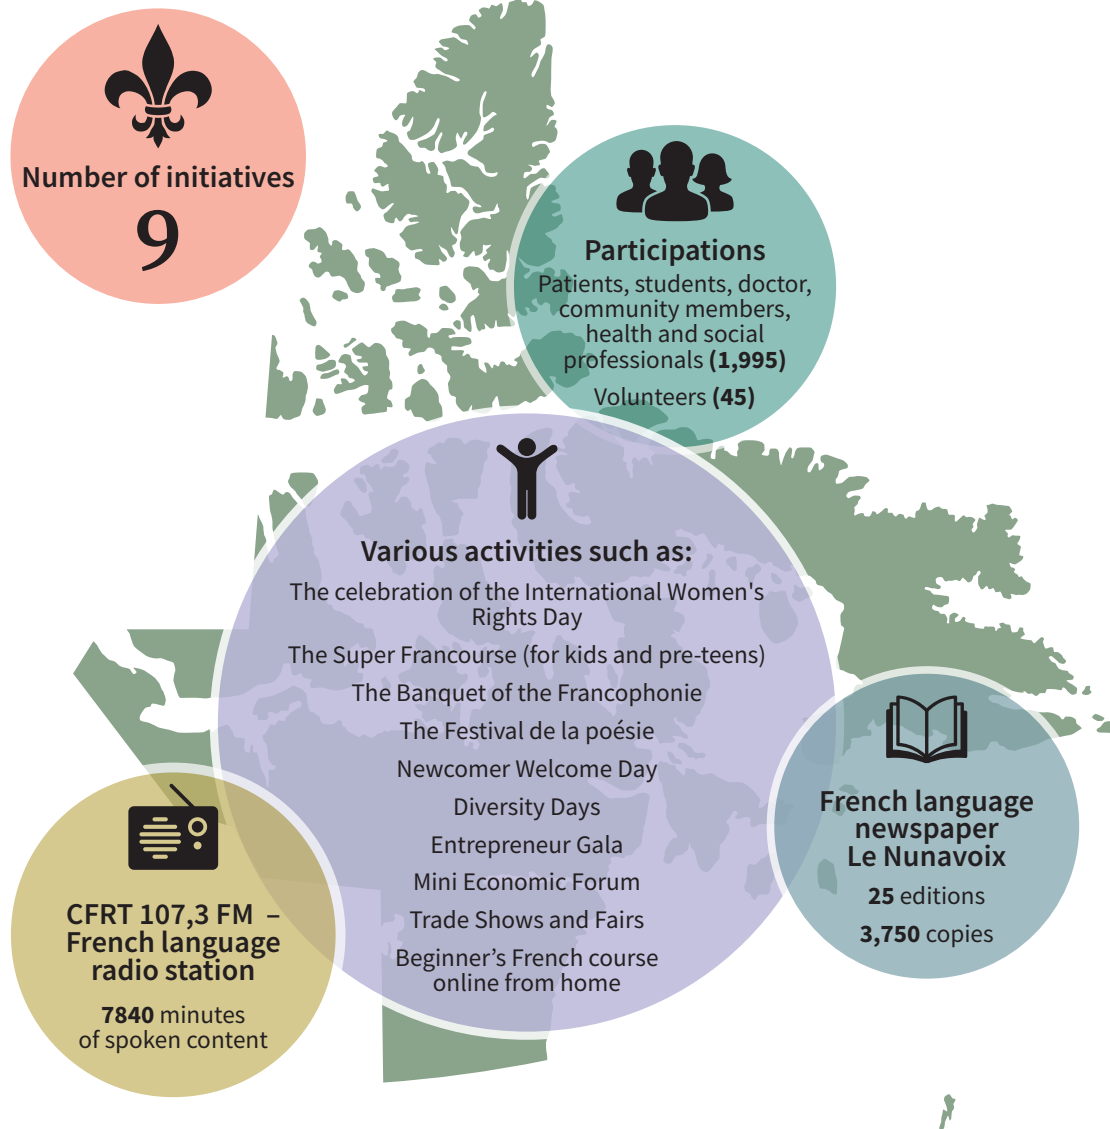 Number of initiatives
9
Participations
Patients, students, doctor,
community members,
health and social
professionals (1,995)
Volunteers (45)
Various activities such as:
The celebration of the International Women's
Rights Day
The Super Francourse (for kids and pre-teens)
The Banquet of the Francophonie
The Festival de la poésie
Newcomer Welcome Day
Diversity Days
Entrepreneur Gala
Mini Economic Forum
Trade Shows and Fairs
Beginner’s French course
online from home
French language
newspaper
Le Nunavoix
25 editions
3,750 copies
CFRT 107,3 FM –
French language
radio station
7840 minutes
of spoken content